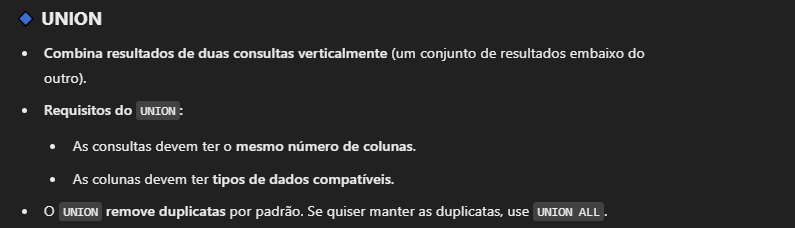 UNION
Combina resultados de duas consultas verticalmente (um conjunto de resultados embaixo do
outro).
Requisitos do UNION:
As consultas devem ter o mesmo número de colunas.
As colunas devem ter tipos de dados compatíveis.
O UNION remove duplicatas por padrão. Se quiser manter as duplicatas, use UNION ALL.